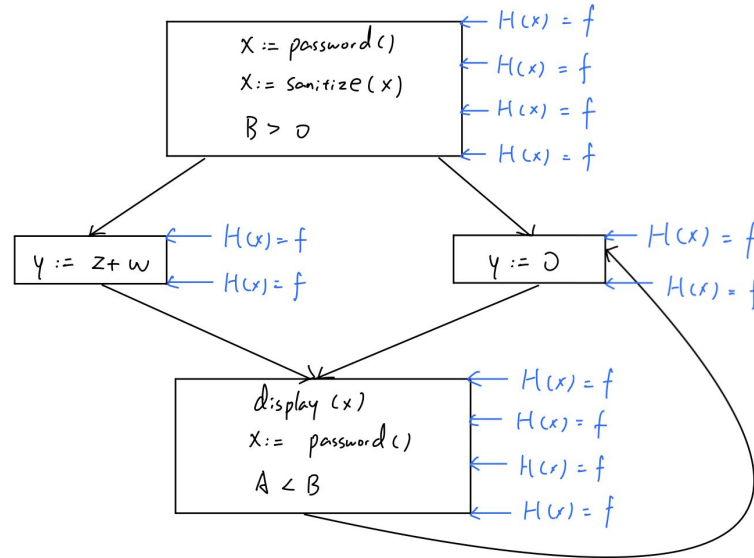 H(x) = f
X := password()
H(x) = f
X := sanitize(x)
H(x) = f
B > 0
H(x) = f
H(x) = f
y := z + w
H(x) = f
H(x) = f
y := 0
H(x) = f
H(x) = f
display(x)
H(x) = f
X := password()
H(x) = f
A < B
H(x) = f